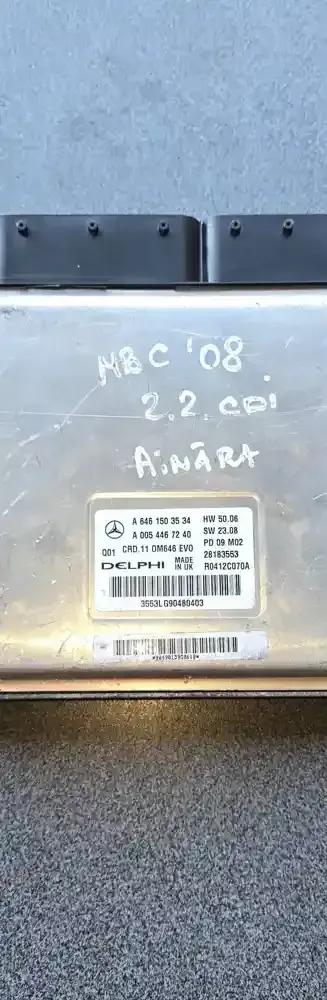 MBC '08
2.2. CDi
AiNĀRA
A 646 150 35 34 HW 50.06
A 005 446 72 40 SW 23.08
Q01 CRD.11 OM646 EVO PD 09 M02
28183553
DELPHI MADE IN UK R0412C070A
3553LG90480403